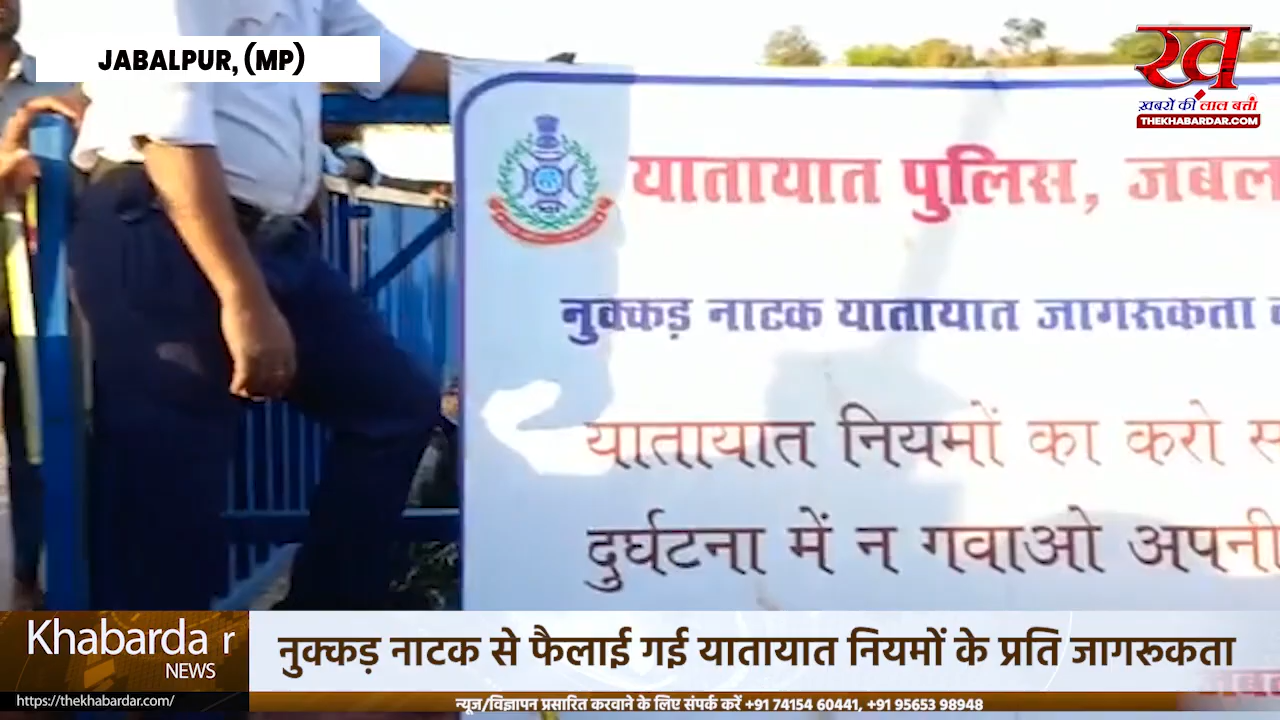 JABALPUR, (MP)
ख़बरों की लाल बत्ती
THEKHABARDAR.COM
यातायात पुलिस,
नुक्कड़ नाटक यातायात जागरूकता
यातायात नियमों का करो
दुर्घटना में न गवाओ अपनी
Khabarda r
NEWS
नुक्कड़ नाटक से फैलाई गई यातायात नियमों के प्रति जागरूकता
https://thekhabardar.com/
न्यूज/विज्ञापन प्रसारित करवाने के लिए संपर्क करें +91 74154 60441, +91 95653 98948